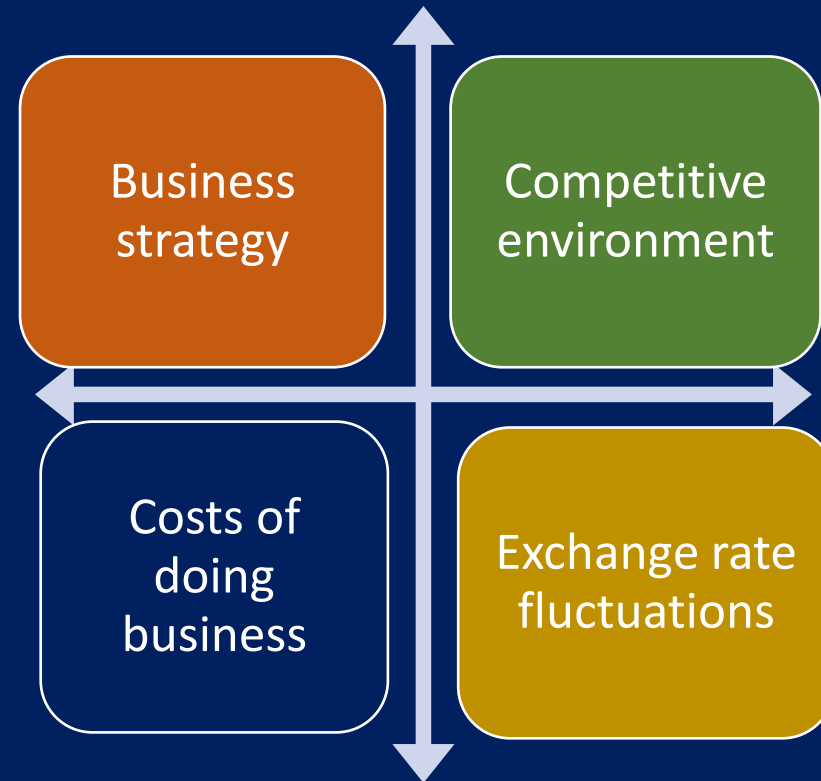 Business
strategy
Competitive
environment
Costs of
doing
business
Exchange rate
fluctuations